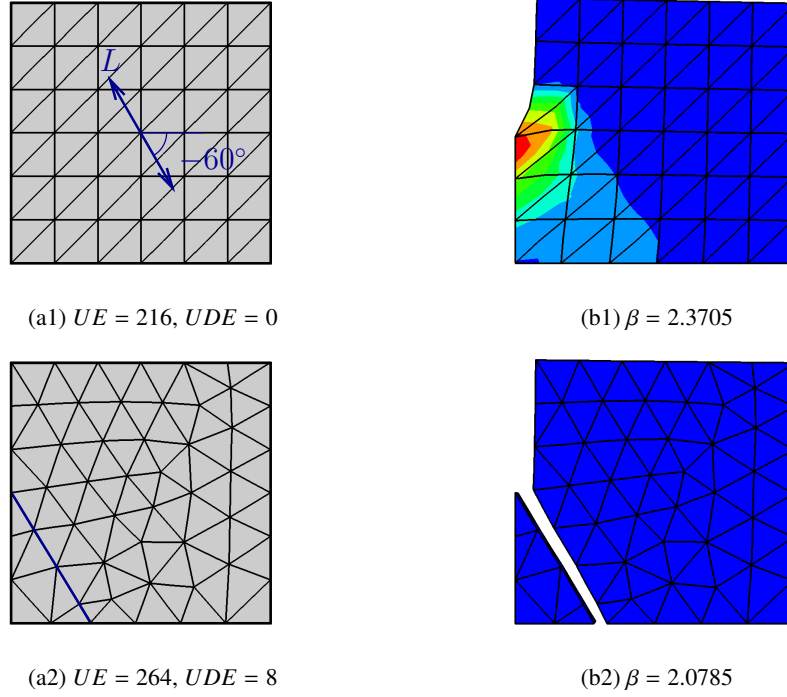 L
−60°
(a1) UE = 216, UDE = 0
(b1) β = 2.3705
(a2) UE = 264, UDE = 8
(b2) β = 2.0785